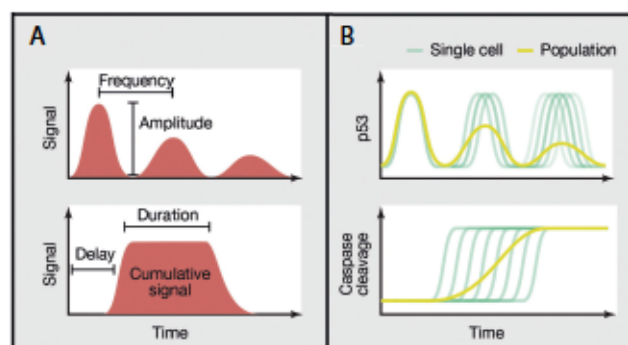 A
Frequency
Amplitude
Signal
Duration
Delay
Cumulative
signal
Signal
Time
B
Single cell
Population
p53
Caspase
cleavage
Time